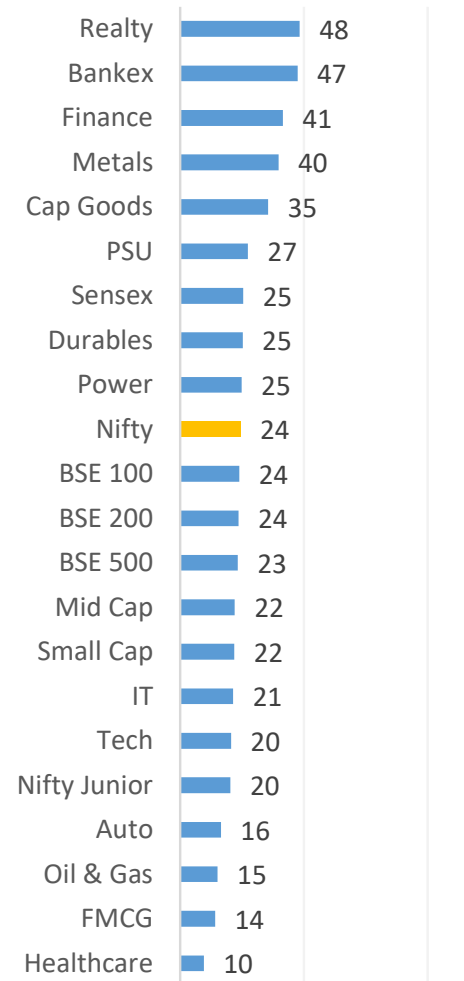 Realty 48
Bankex 47
Finance 41
Metals 40
Cap Goods 35
PSU 27
Sensex 25
Durables 25
Power 25
Nifty 24
BSE 100 24
BSE 200 24
BSE 500 23
Mid Cap 22
Small Cap 22
IT 21
Tech 20
Nifty Junior 20
Auto 16
Oil & Gas 15
FMCG 14
Healthcare 10